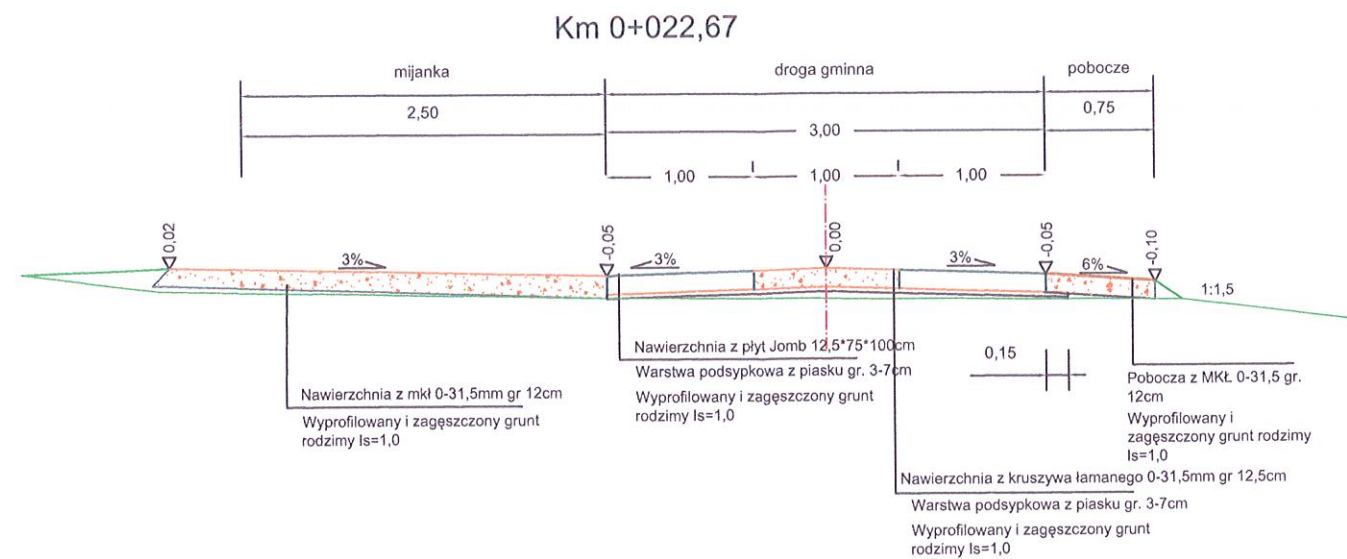 Km 0+022,67
mijanka
droga gminna
pobocze
2,50
3,00
0,75
1,00
1,00
1,00
0,02
-0,05
0,00
-0,05
-0,10
3%
3%
3%
6%
1:1,5
0,15
Nawierzchnia z mkł 0-31,5mm gr 12cm
Wyprofilowany i zagęszczony grunt
rodzimy Is=1,0
Nawierzchnia z płyt Jomb 12,5*75*100cm
Warstwa podsypkowa z piasku gr. 3-7cm
Wyprofilowany i zagęszczony grunt
rodzimy Is=1,0
Pobocza z MKŁ 0-31,5 gr.
12cm
Wyprofilowany i
zagęszczony grunt rodzimy
Is=1,0
Nawierzchnia z kruszywa łamanego 0-31,5mm gr 12,5cm
Warstwa podsypkowa z piasku gr. 3-7cm
Wyprofilowany i zagęszczony grunt
rodzimy Is=1,0